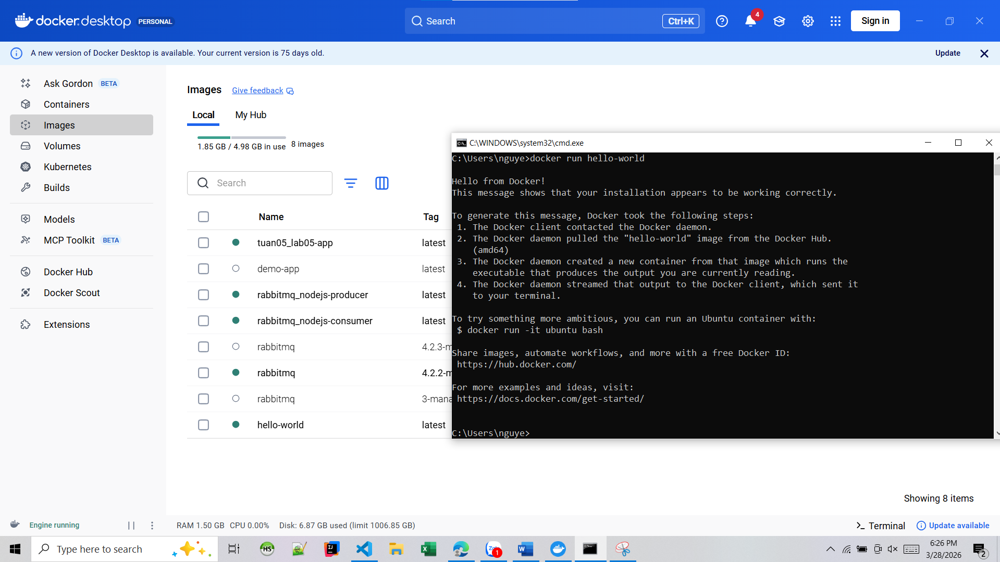 docker.desktop PERSONAL
Search
Ctrl+K
4
Sign in
A new version of Docker Desktop is available. Your current version is 75 days old.
Update
Ask Gordon BETA
Containers
Images
Volumes
Kubernetes
Builds
Models
MCP Toolkit BETA
Docker Hub
Docker Scout
Extensions
Images
Give feedback
Local
My Hub
1.85 GB / 4.98 GB in use
8 images
Search
Name Tag
tuan05_lab05-app latest
demo-app latest
rabbitmq_nodejs-producer latest
rabbitmq_nodejs-consumer latest
rabbitmq 4.2.3-m
rabbitmq 4.2.2-m
rabbitmq 3-mana
hello-world latest
C:\WINDOWS\system32\cmd.exe
C:\Users\nguye>docker run hello-world
Hello from Docker!
This message shows that your installation appears to be working correctly.
To generate this message, Docker took the following steps:
1. The Docker client contacted the Docker daemon.
2. The Docker daemon pulled the "hello-world" image from the Docker Hub.
(amd64)
3. The Docker daemon created a new container from that image which runs the
executable that produces the output you are currently reading.
4. The Docker daemon streamed that output to the Docker client, which sent it
to your terminal.
To try something more ambitious, you can run an Ubuntu container with:
$ docker run -it ubuntu bash
Share images, automate workflows, and more with a free Docker ID:
https://hub.docker.com/
For more examples and ideas, visit:
https://docs.docker.com/get-started/
C:\Users\nguye>
Showing 8 items
Engine running
RAM 1.50 GB CPU 0.00% Disk: 6.87 GB used (limit 1006.85 GB)
Terminal
Update available
Type here to search
HS
IJ
1
W
6:26 PM
3/28/2026
2